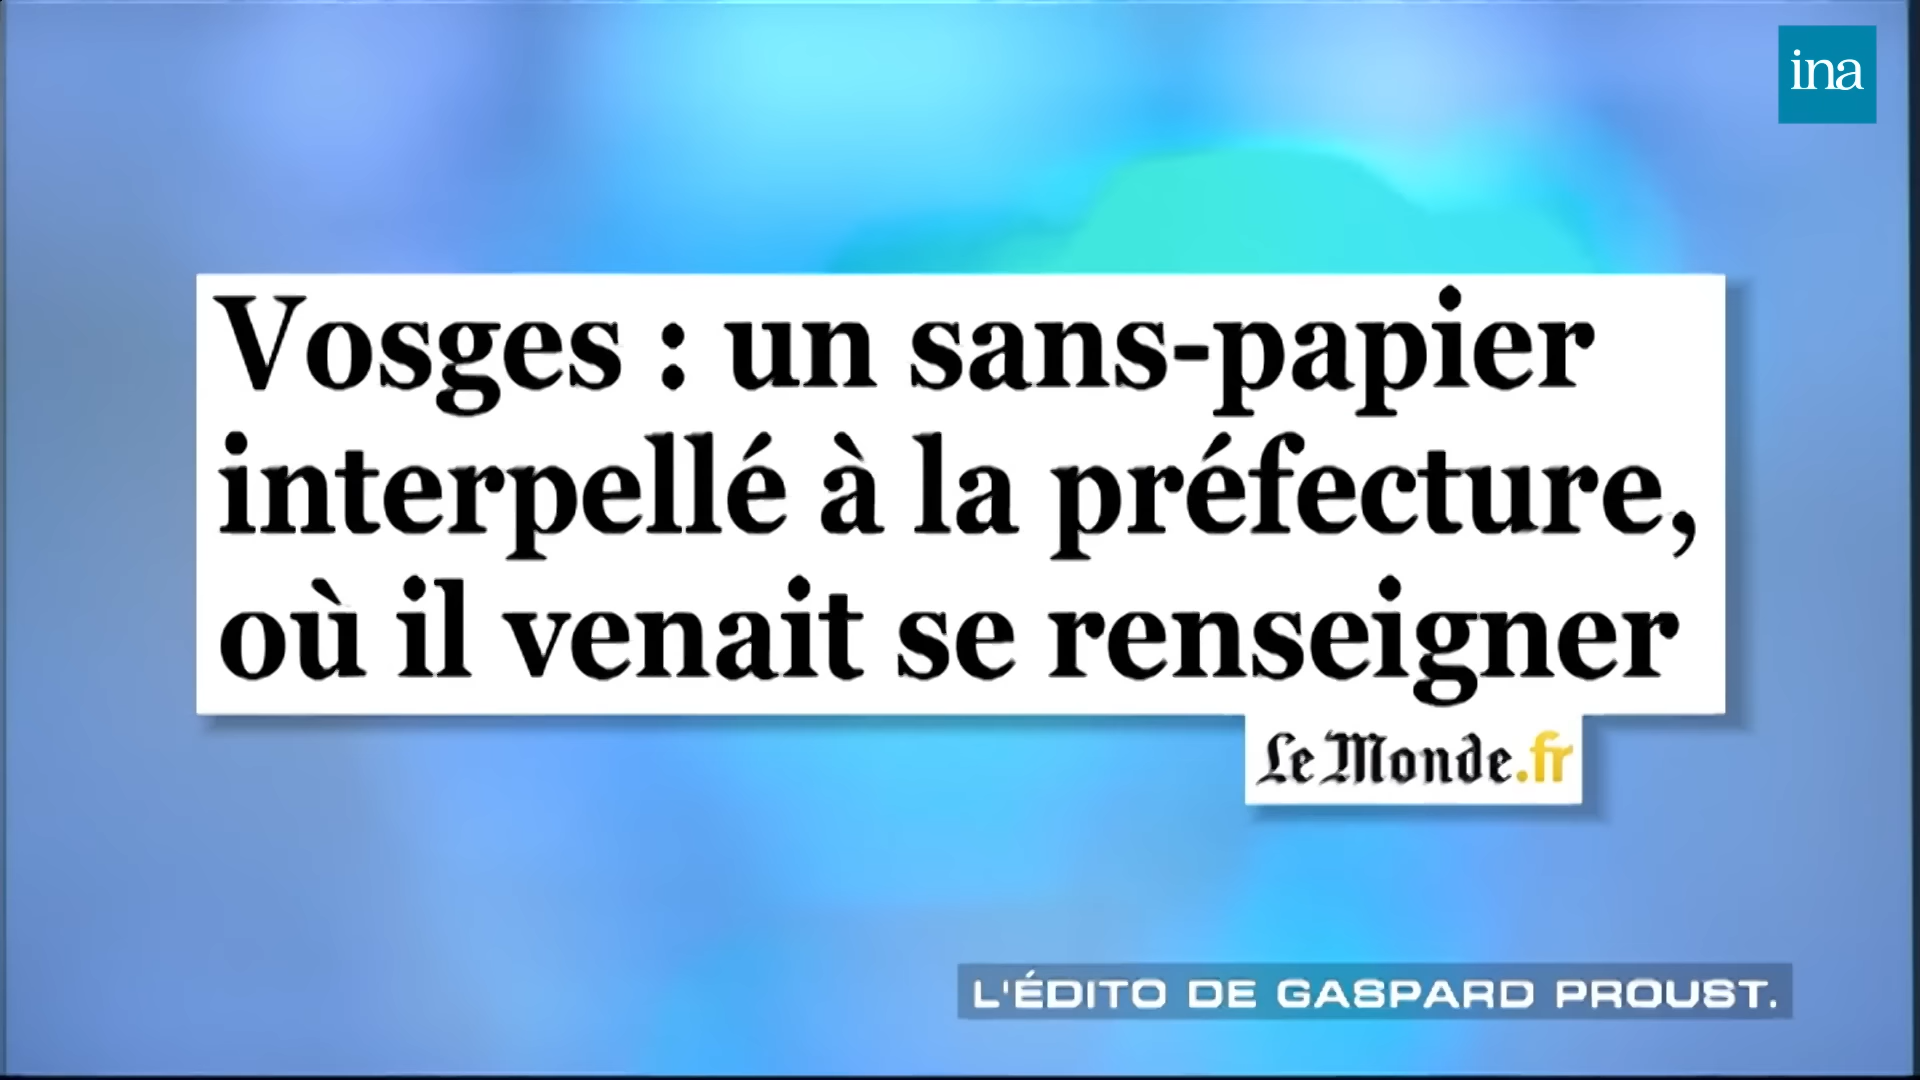 ina
Vosges : un sans-papier
interpellé à la préfecture,
où il venait se renseigner
Le Monde.fr
L'ÉDITO DE GASPARD PROUST.